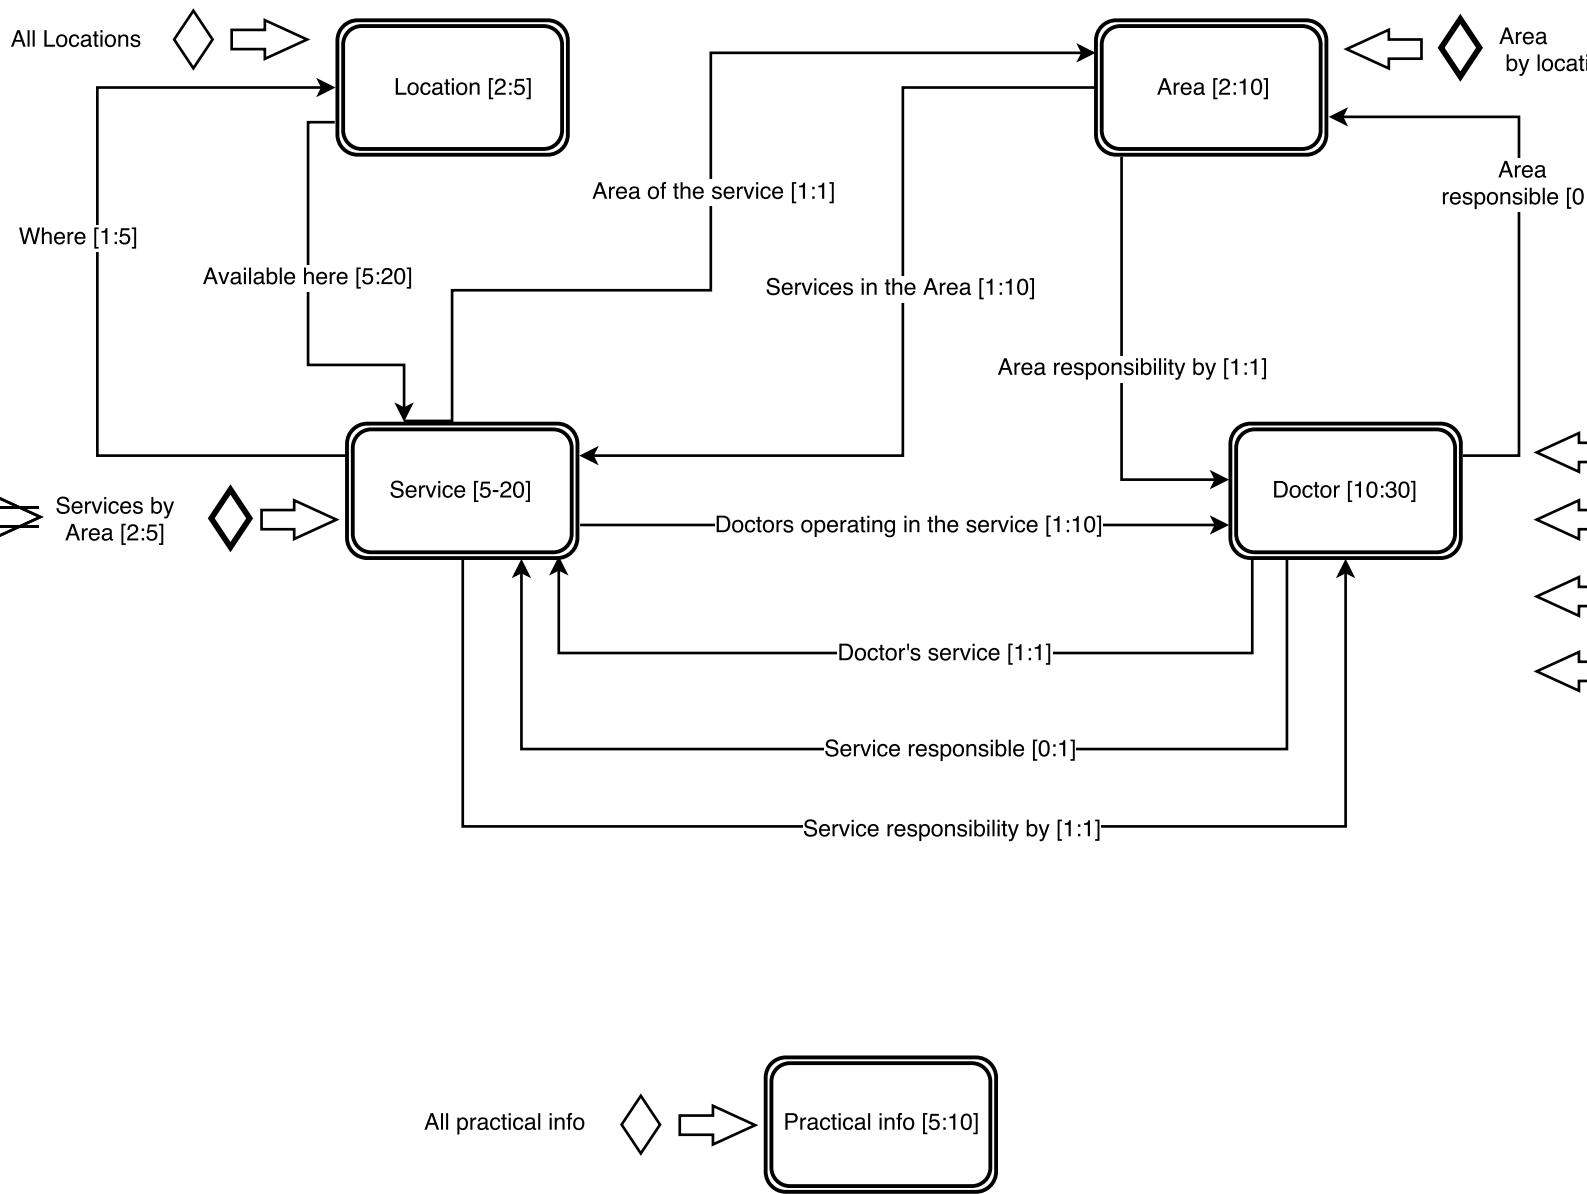 All Locations
Location [2:5]
Area [2:10]
Area
by locati
Area of the service [1:1]
Area
responsible [0
Where [1:5]
Available here [5:20]
Services in the Area [1:10]
Area responsibility by [1:1]
Service [5-20]
Doctor [10:30]
Services by
Area [2:5]
Doctors operating in the service [1:10]
Doctor's service [1:1]
Service responsible [0:1]
Service responsibility by [1:1]
All practical info
Practical info [5:10]